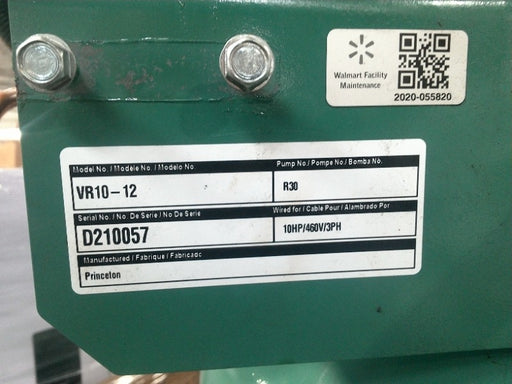 Walmart Facility
Maintenance
2020-055820
Model No. / Modéle No. / Modelo No.
Pump No / Pompe No / Bomba No.
VR10-12
R30
Serial No. / No. De Serie / No De Serie
Wired for / Cable Pour / Alambrado Por
D210057
10HP/460V/3PH
Manufactured / Fabrique / Fabricado
Princeton